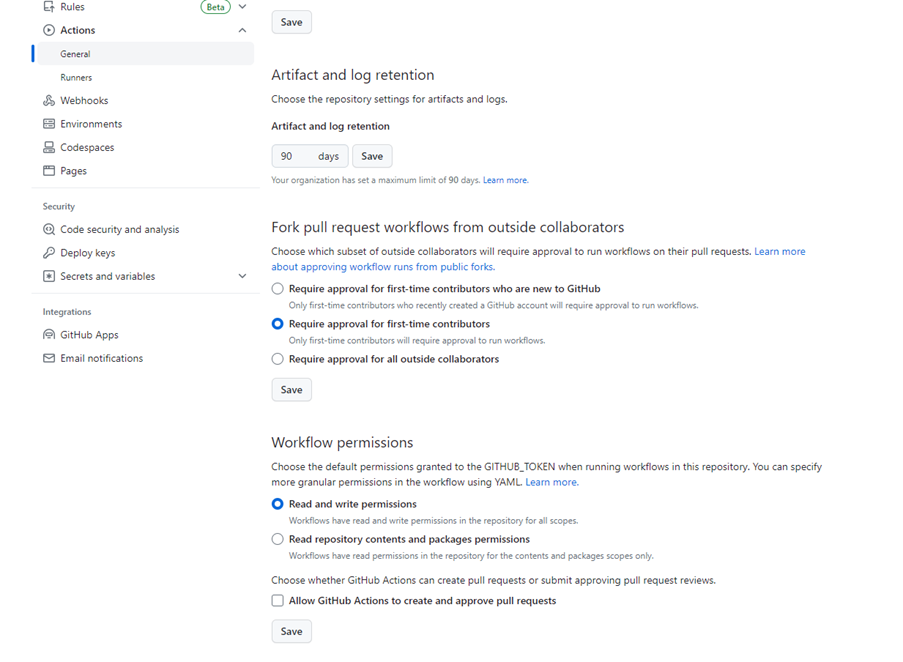 Rules Beta
Actions
General
Runners
Webhooks
Environments
Codespaces
Pages
Security
Code security and analysis
Deploy keys
Secrets and variables
Integrations
GitHub Apps
Email notifications
Save
Artifact and log retention
Choose the repository settings for artifacts and logs.
Artifact and log retention
90 days Save
Your organization has set a maximum limit of 90 days. Learn more.
Fork pull request workflows from outside collaborators
Choose which subset of outside collaborators will require approval to run workflows on their pull requests. Learn more
about approving workflow runs from public forks.
Require approval for first-time contributors who are new to GitHub
Only first-time contributors who recently created a GitHub account will require approval to run workflows.
Require approval for first-time contributors
Only first-time contributors will require approval to run workflows.
Require approval for all outside collaborators
Save
Workflow permissions
Choose the default permissions granted to the GITHUB_TOKEN when running workflows in this repository. You can specify
more granular permissions in the workflow using YAML. Learn more.
Read and write permissions
Workflows have read and write permissions in the repository for all scopes.
Read repository contents and packages permissions
Workflows have read permissions in the repository for the contents and packages scopes only.
Choose whether GitHub Actions can create pull requests or submit approving pull request reviews.
Allow GitHub Actions to create and approve pull requests
Save